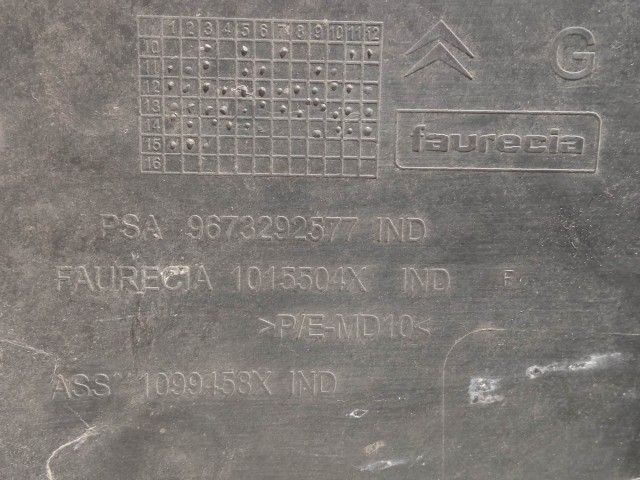 1 2 3 4 5 6 7 8 9 10 11 12
10
11
12
13
14
15
16
G
faurecia
PSA 9673292577 IND
FAURECIA 1015504X IND
>P/E-MD10<
ASS 1099458X IND